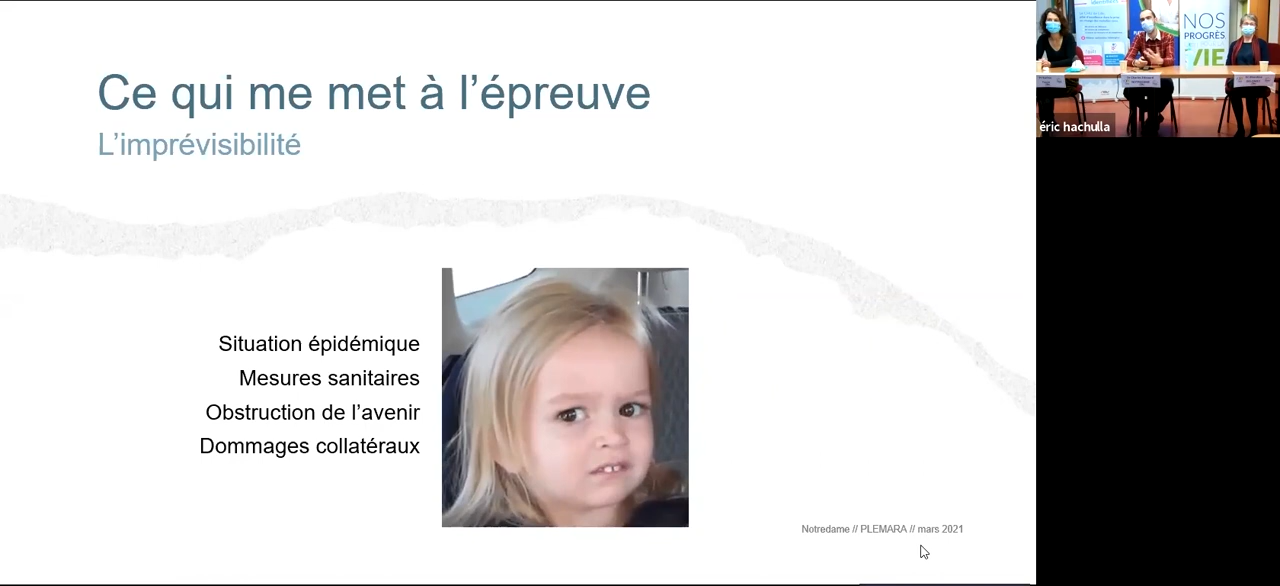 Ce qui me met à l’épreuve
L’imprévisibilité
Situation épidémique
Mesures sanitaires
Obstruction de l’avenir
Dommages collatéraux
Notredame // PLEMARA // mars 2021
NOS
PROGRÈS
VIE
éric hachulla